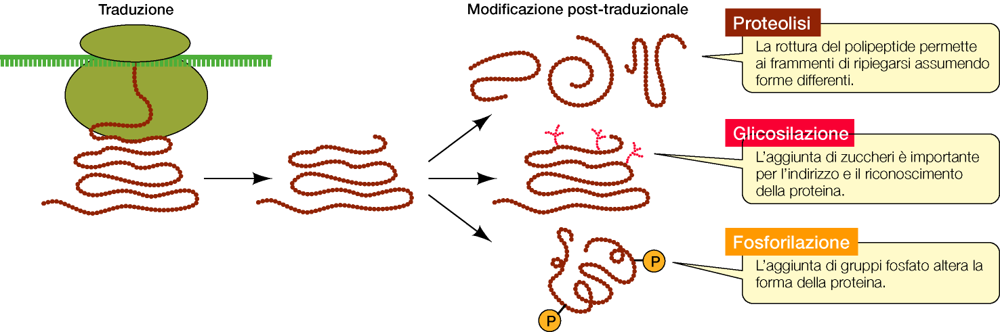 Traduzione
Modificazione post-traduzionale
Proteolisi
La rottura del polipeptide permette
ai frammenti di ripiegarsi assumendo
forme differenti.
Glicosilazione
L'aggiunta di zuccheri è importante
per l'indirizzo e il riconoscimento
della proteina.
Fosforilazione
L'aggiunta di gruppi fosfato altera la
forma della proteina.
P
P